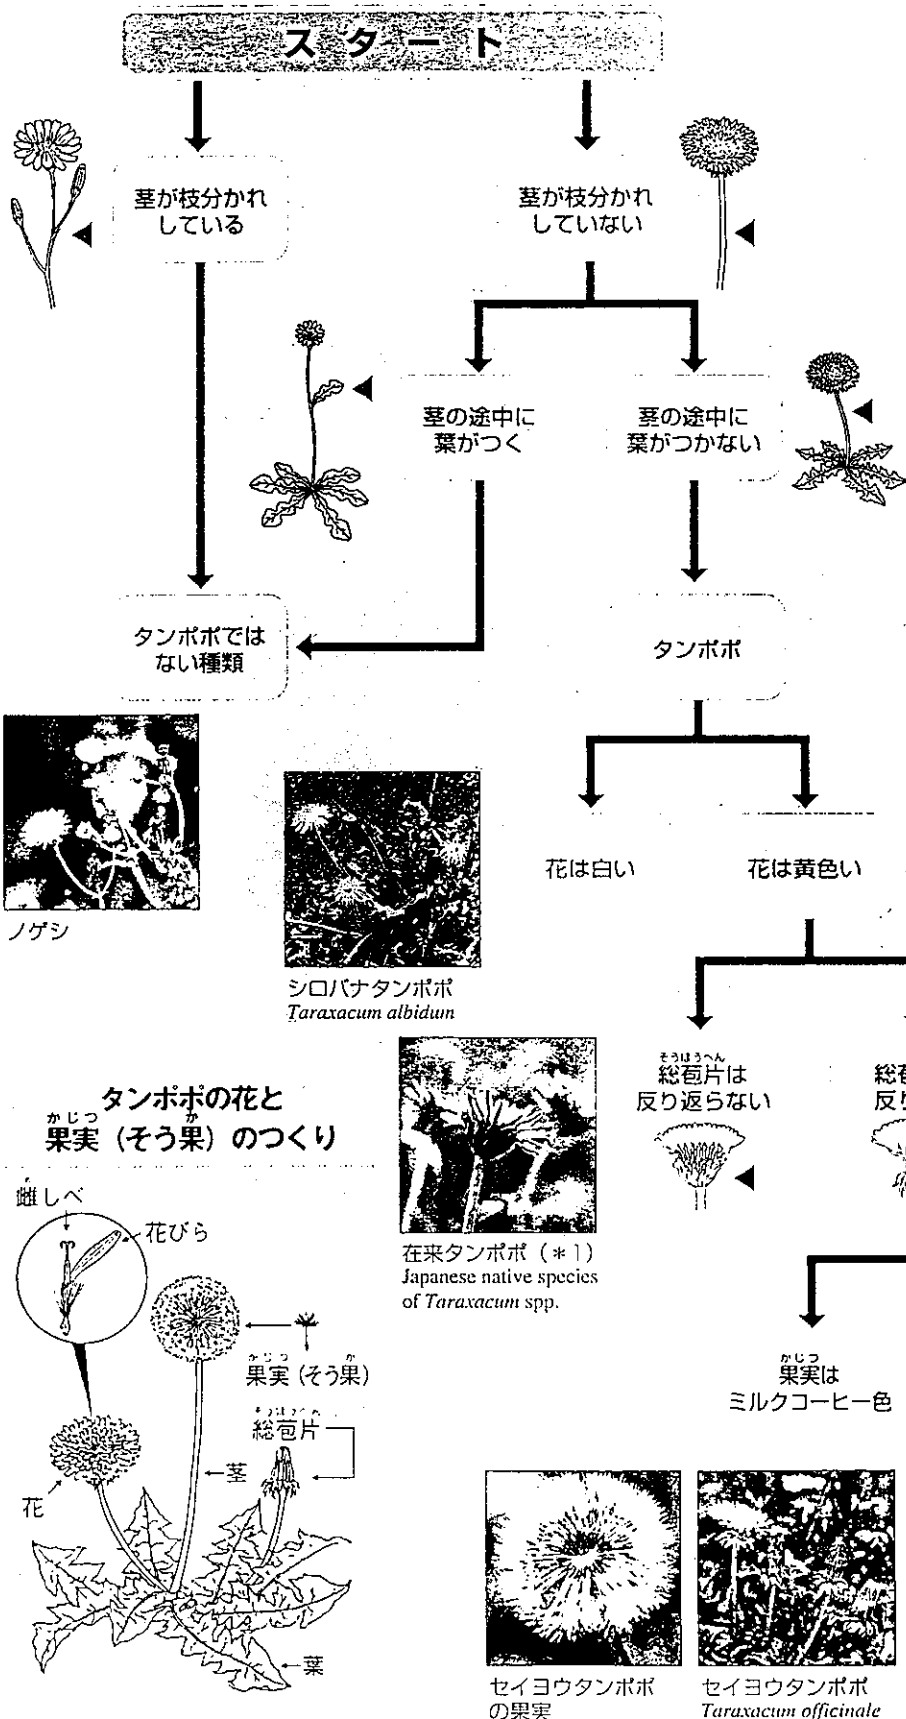 スタート
茎が枝分かれ
している
茎が枝分かれ
していない
茎の途中に
葉がつく
茎の途中に
葉がつかない
タンポポでは
ない種類
タンポポ
ノゲシ
シロバナタンポポ
Taraxacum albidum
花は白い
花は黄色い
そうほうへん
総苞片は
反り返らない
総苞
反り
在来タンポポ（＊1）
Japanese native species
of Taraxacum spp.
かじつ
果実は
ミルクコーヒー色
セイヨウタンポポ
の果実
セイヨウタンポポ
Taraxacum officinale
タンポポの花と
かじつ か
果実（そう果）のつくり
雌しべ
花びら
かじつ か
果実（そう果）
そうほうへん
総苞片
茎
花
葉